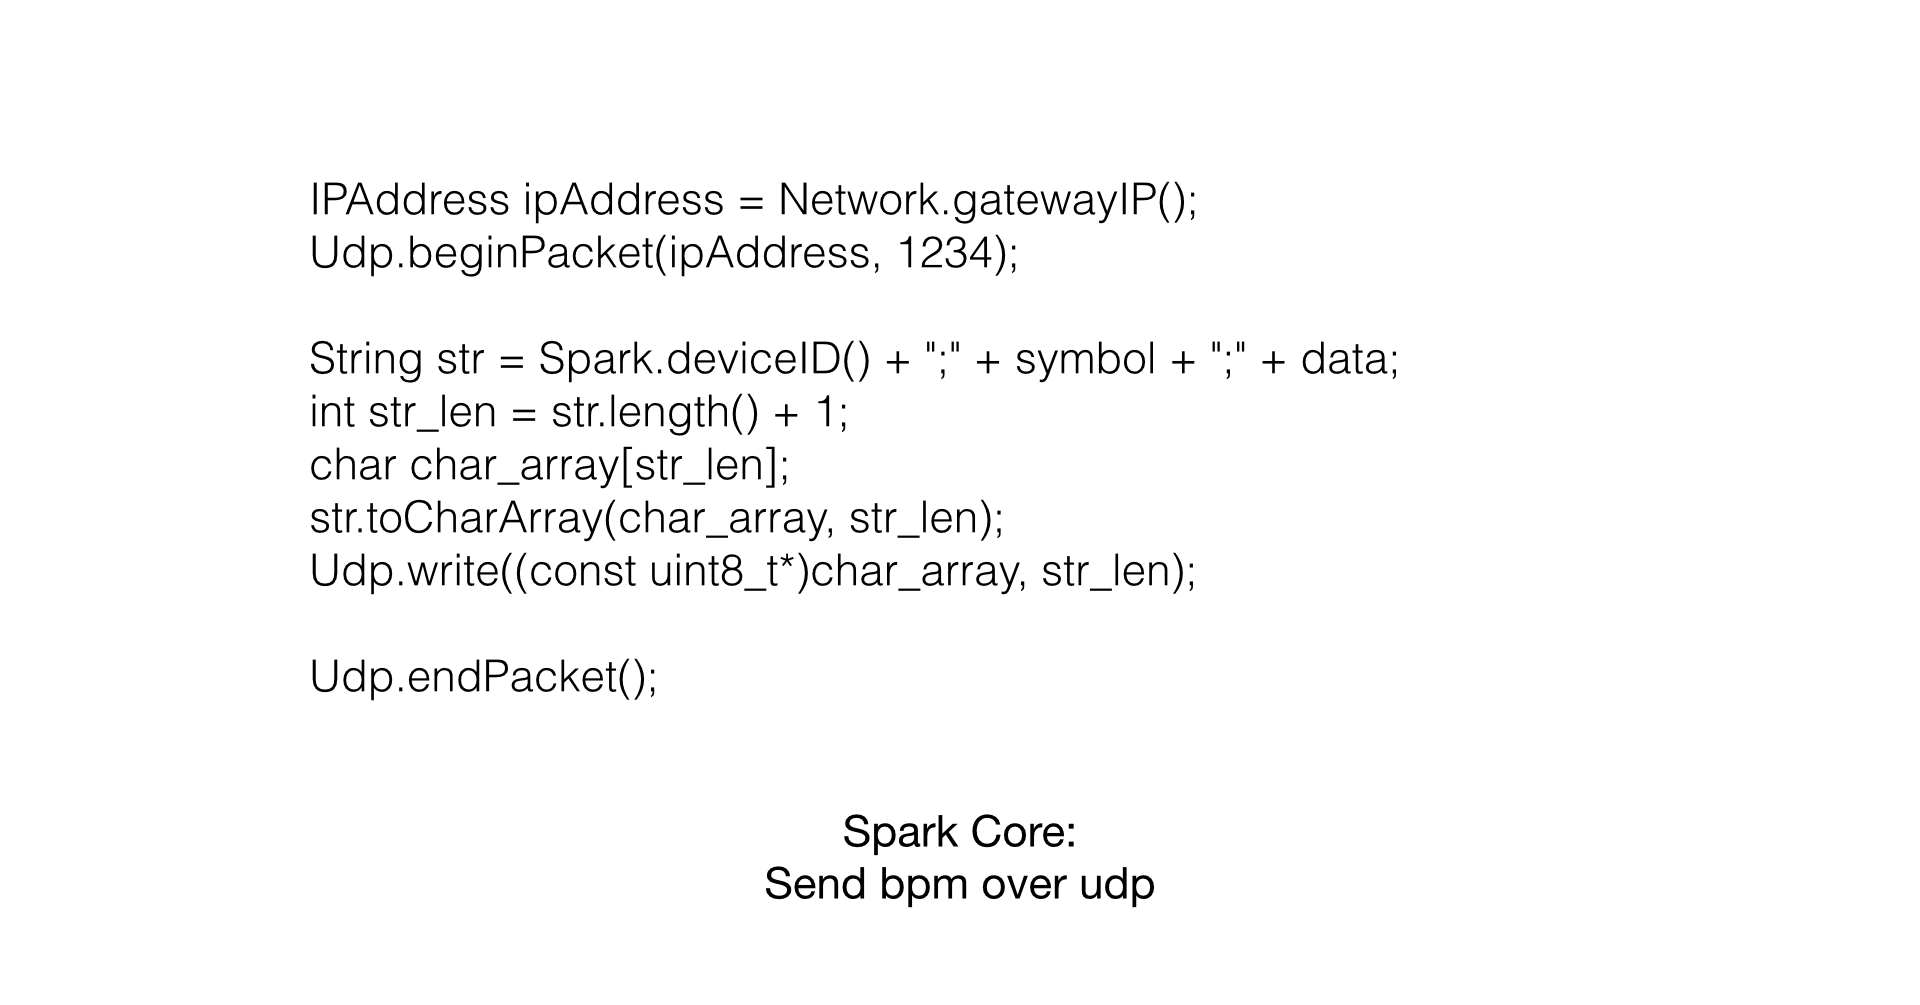 IPAddress ipAddress = Network.gatewayIP();
Udp.beginPacket(ipAddress, 1234);
String str = Spark.deviceID() + ";" + symbol + ";" + data;
int str_len = str.length() + 1;
char char_array[str_len];
str.toCharArray(char_array, str_len);
Udp.write((const uint8_t*)char_array, str_len);
Udp.endPacket();
Spark Core:
Send bpm over udp